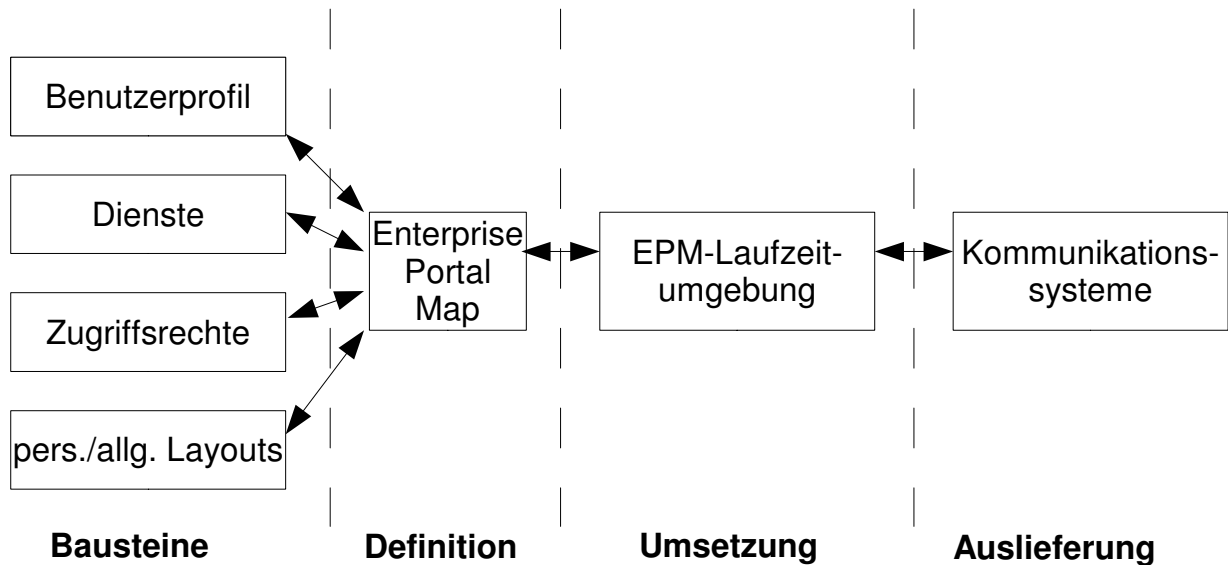 Benutzerprofil
Dienste
Zugriffsrechte
pers./allg. Layouts
Enterprise
Portal
Map
EPM-Laufzeit-
umgebung
Kommunikations-
systeme
Bausteine
Definition
Umsetzung
Auslieferung